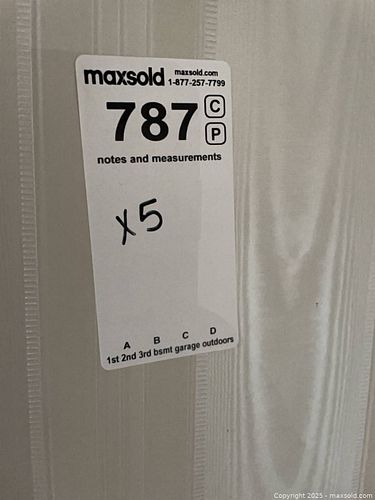 maxsold maxsold.com
1-877-257-7799
787 C
P
notes and measurements
x5
A B C D
1st 2nd 3rd bsmt garage outdoors
Copyright 2025 - maxsold.com